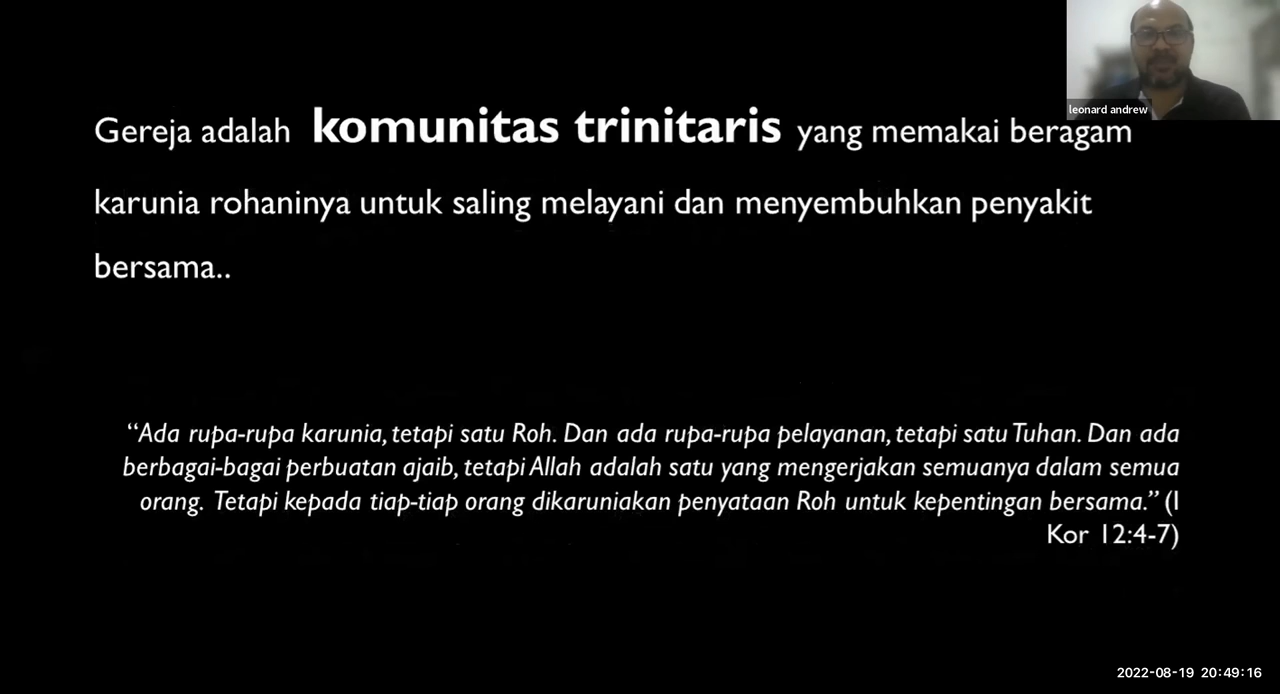 leonard andrew
Gereja adalah komunitas trinitaris yang memakai beragam
karunia rohaninya untuk saling melayani dan menyembuhkan penyakit
bersama..
“Ada rupa-rupa karunia, tetapi satu Roh. Dan ada rupa-rupa pelayanan, tetapi satu Tuhan. Dan ada
berbagai-bagai perbuatan ajaib, tetapi Allah adalah satu yang mengerjakan semuanya dalam semua
orang. Tetapi kepada tiap-tiap orang dikaruniakan penyataan Roh untuk kepentingan bersama.” (I
Kor 12:4-7)
2022-08-19 20:49:16